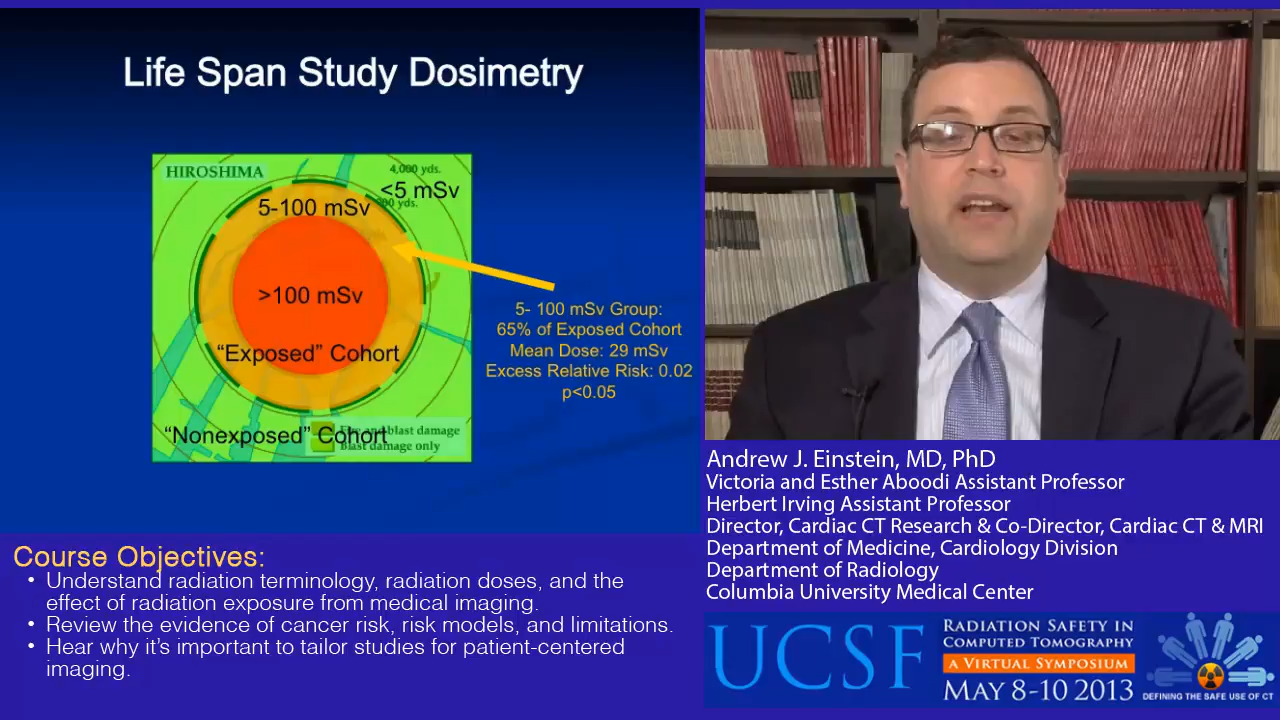 Life Span Study Dosimetry
HIROSHIMA
4,000 yds.
<5 mSv
5-100 mSv
>100 mSv
"Exposed" Cohort
"Nonexposed" Cohort
and blast damage
Blast damage only
5- 100 mSv Group:
65% of Exposed Cohort
Mean Dose: 29 mSv
Excess Relative Risk: 0.02
p<0.05
Andrew J. Einstein, MD, PhD
Victoria and Esther Aboodi Assistant Professor
Herbert Irving Assistant Professor
Director, Cardiac CT Research & Co-Director, Cardiac CT & MRI
Department of Medicine, Cardiology Division
Department of Radiology
Columbia University Medical Center
Course Objectives:
• Understand radiation terminology, radiation doses, and the
effect of radiation exposure from medical imaging.
• Review the evidence of cancer risk, risk models, and limitations.
• Hear why it's important to tailor studies for patient-centered
imaging.
UCSF
RADIATION SAFETY IN
COMPUTED TOMOGRAPHY
A VIRTUAL SYMPOSIUM
MAY 8-10 2013
DEFINING THE SAFE USE OF CT